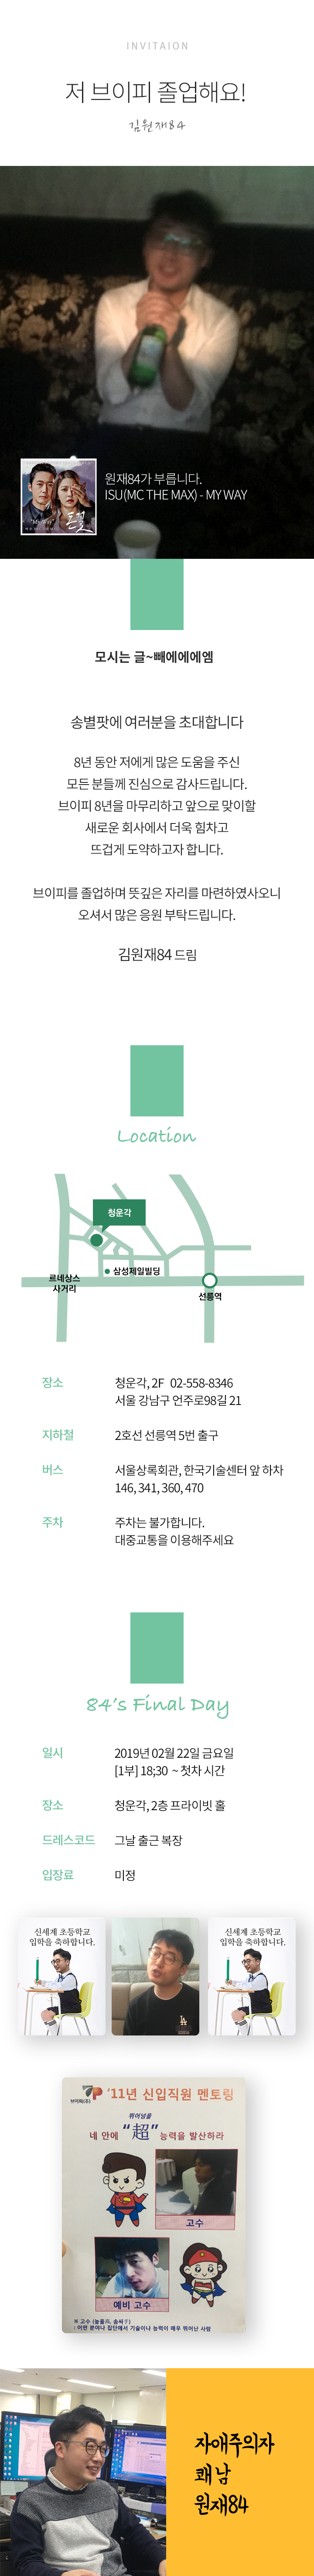 INVITAION
저 브이피 졸업해요!
김원재84
원재84가 부릅니다.
ISU(MC THE MAX) - MY WAY
"My Way"
돈꽃
모시는 글~빼에에에엠
송별팟에 여러분을 초대합니다
8년 동안 저에게 많은 도움을 주신
모든 분들께 진심으로 감사드립니다.
브이피 8년을 마무리하고 앞으로 맞이할
새로운 회사에서 더욱 힘차고
뜨겁게 도약하고자 합니다.
브이피를 졸업하며 뜻깊은 자리를 마련하였사오니
오셔서 많은 응원 부탁드립니다.
김원재84 드림
Location
청운각
삼성제일빌딩
르네상스
사거리
선릉역
장소 청운각, 2F 02-558-8346
서울 강남구 언주로98길 21
지하철 2호선 선릉역 5번 출구
버스 서울상록회관, 한국기술센터 앞 하차
146, 341, 360, 470
주차 주차는 불가합니다.
대중교통을 이용해주세요
84's Final Day
일시 2019년 02월 22일 금요일
[1부] 18;30 ~ 첫차 시간
장소 청운각, 2층 프라이빗 홀
드레스코드 그날 출근 복장
입장료 미정
신세계 초등학교
입학을 축하합니다.
LA
신세계 초등학교
입학을 축하합니다.
VP
브이피(주)
'11년 신입직원 멘토링
뛰어넘을
네 안에 "超" 능력을 발산하라
고수
예비 고수
※ 고수 (높을高, 솜씨手)
: 어떤 분야나 집단에서 기술이나 능력이 매우 뛰어난 사람
자애주의자
쾌남
원재84